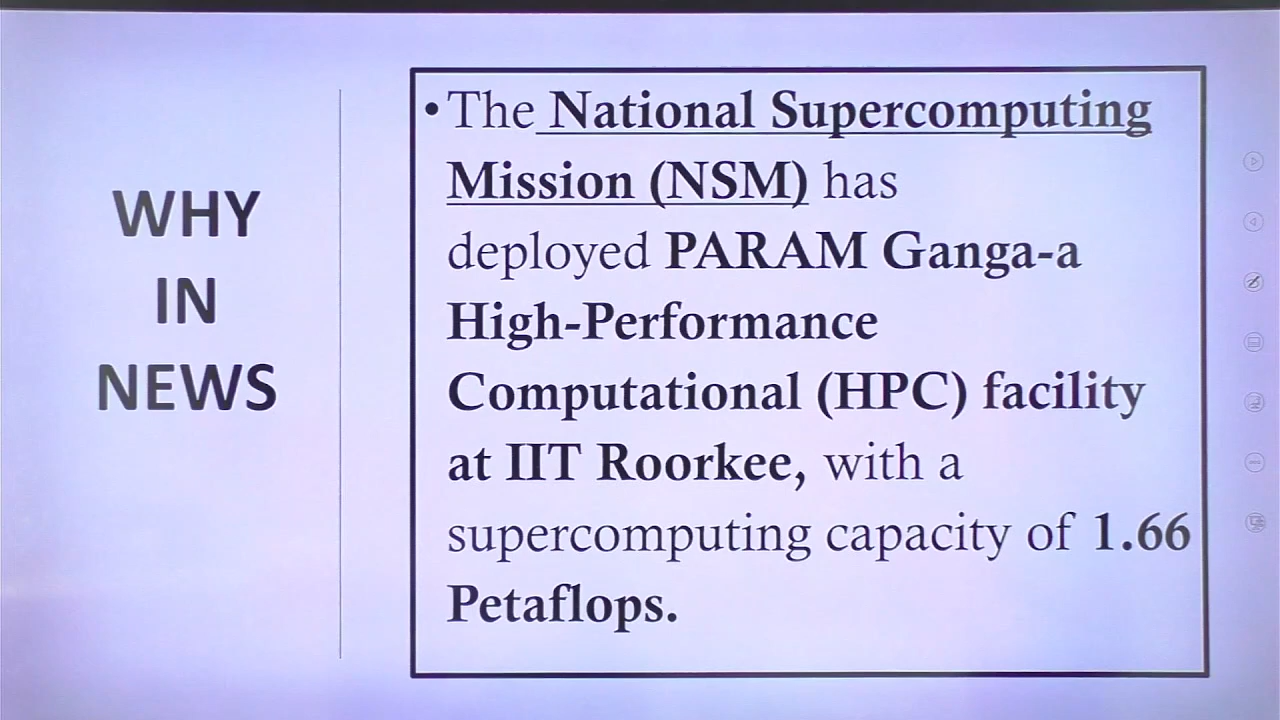 WHY
IN
NEWS
• The National Supercomputing
Mission (NSM) has
deployed PARAM Ganga-a
High-Performance
Computational (HPC) facility
at IIT Roorkee, with a
supercomputing capacity of 1.66
Petaflops.